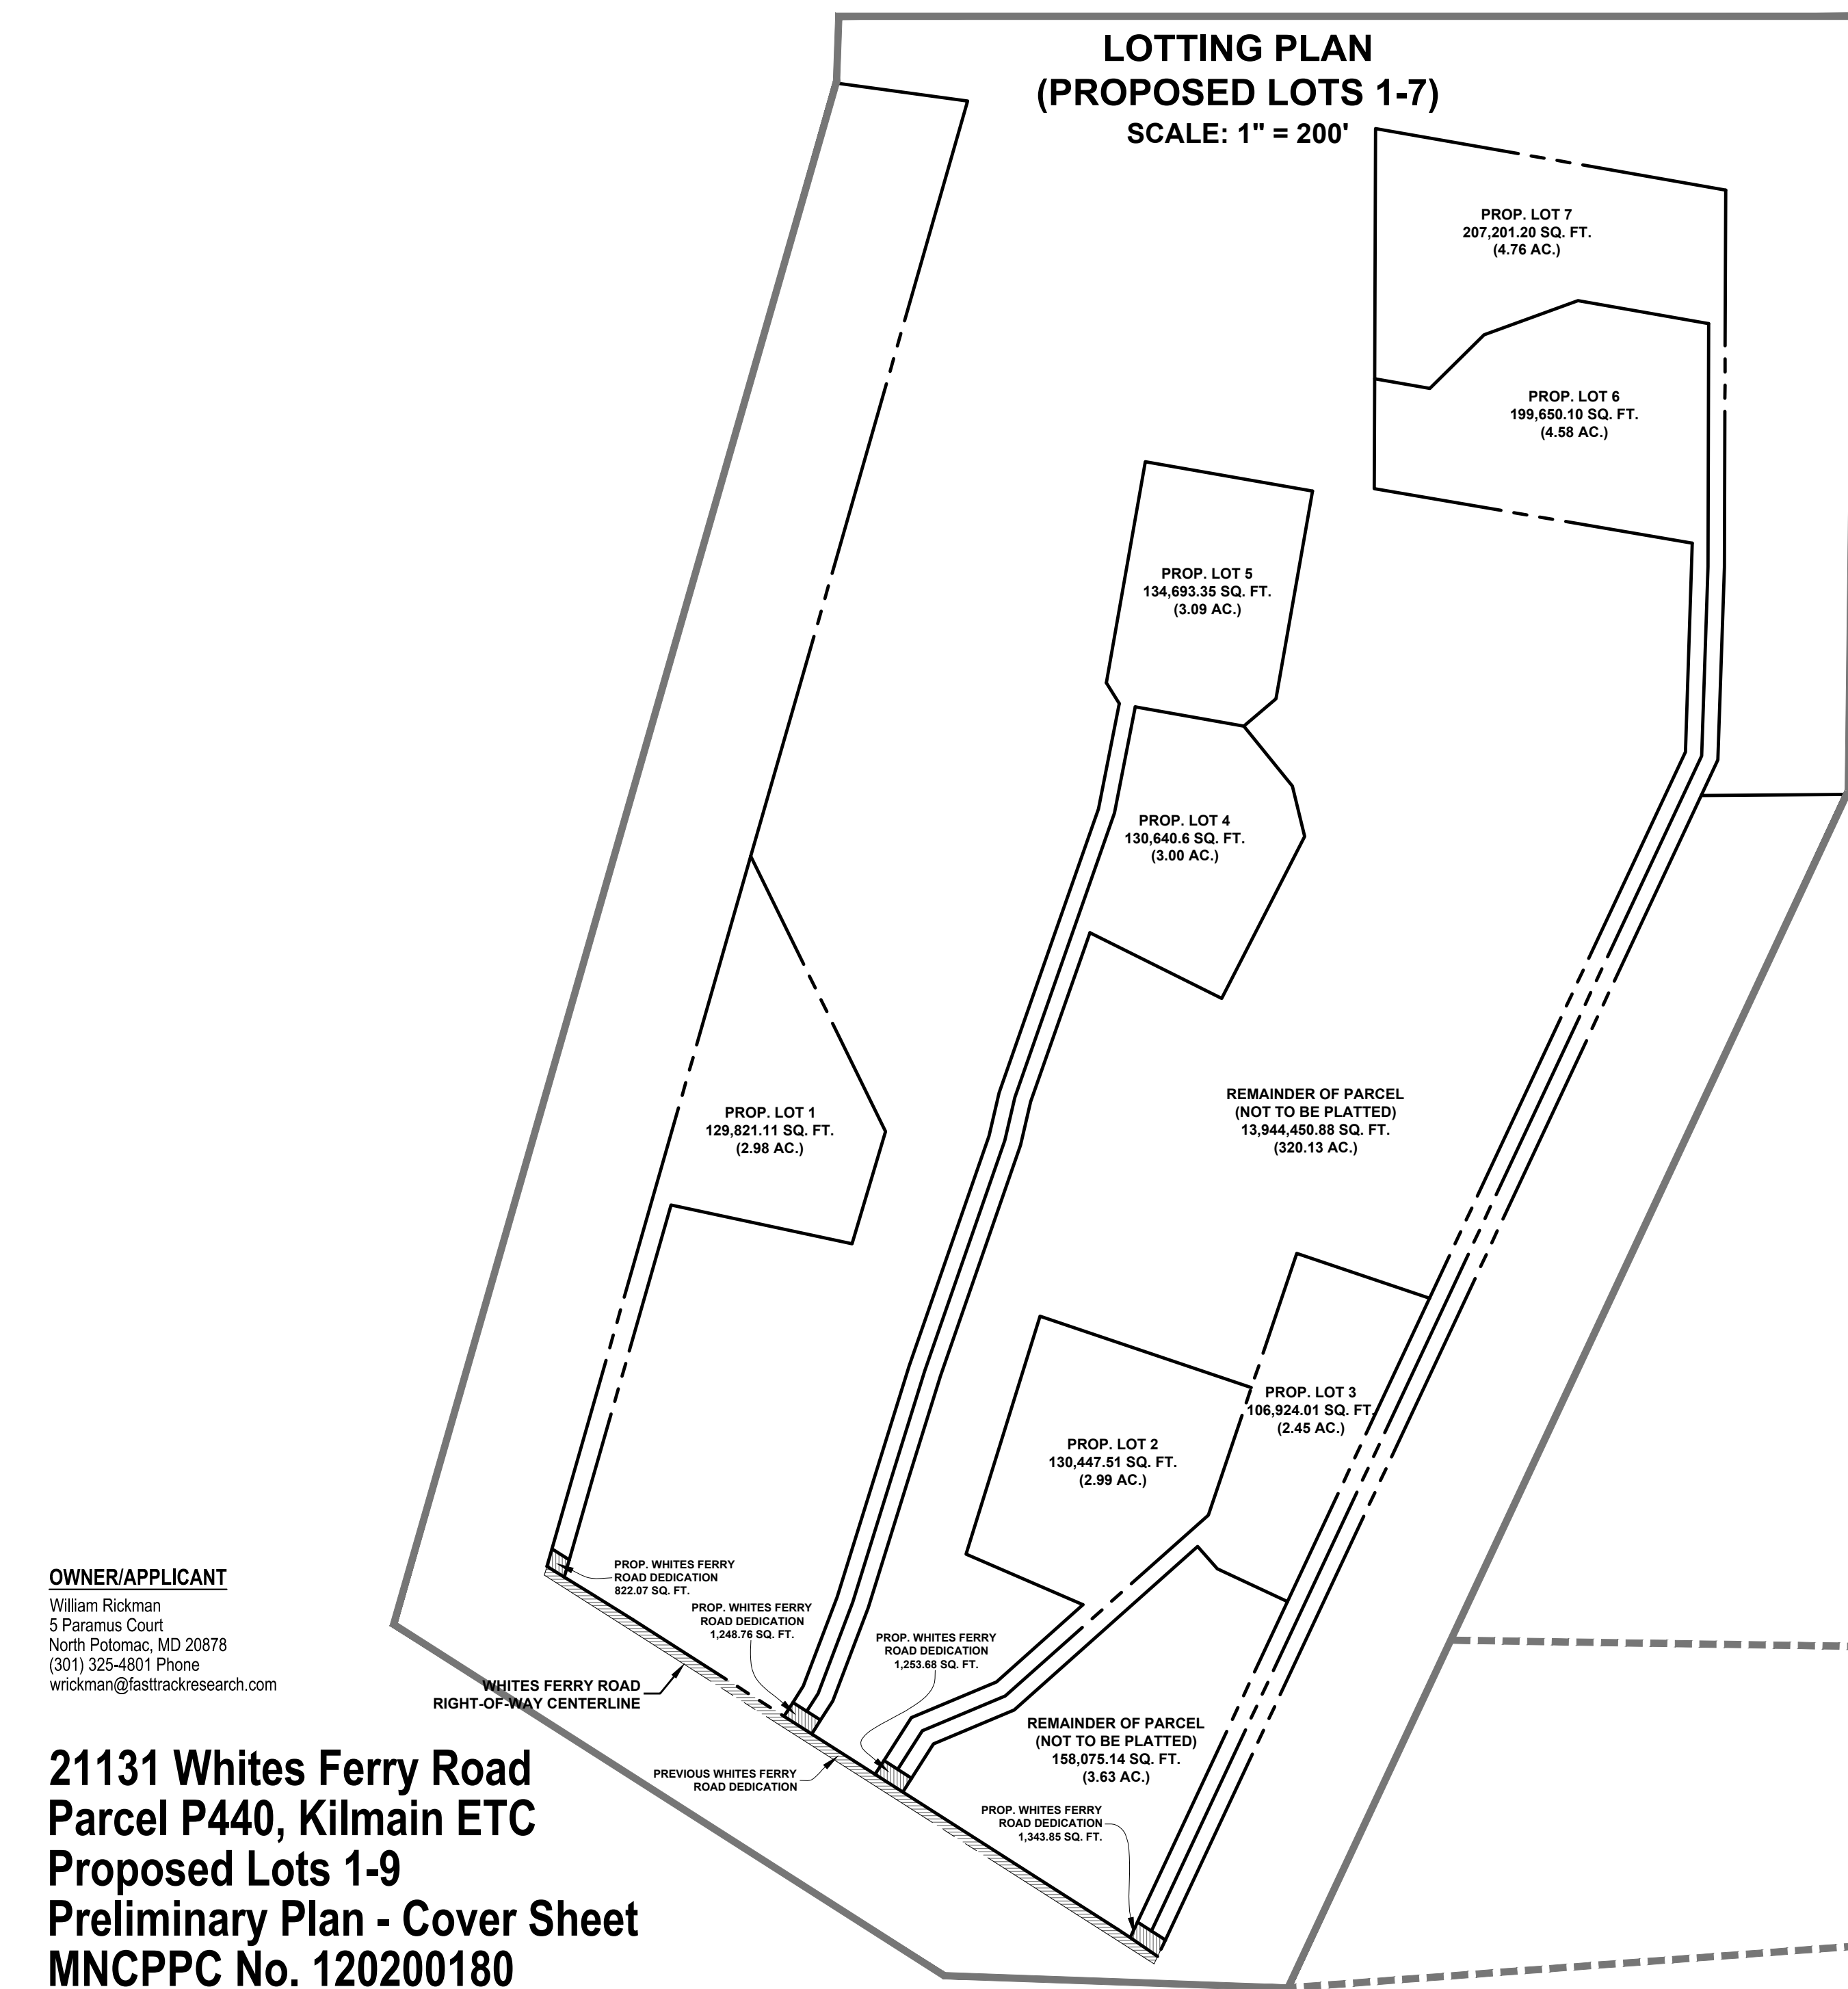 LOTTING PLAN
(PROPOSED LOTS 1-7)
SCALE: 1" = 200'
PROP. LOT 7
207,201.20 SQ. FT.
(4.76 AC.)
PROP. LOT 6
199,650.10 SQ. FT.
(4.58 AC.)
PROP. LOT 5
134,693.35 SQ. FT.
(3.09 AC.)
PROP. LOT 4
130,640.6 SQ. FT.
(3.00 AC.)
REMAINDER OF PARCEL
(NOT TO BE PLATTED)
13,944,450.88 SQ. FT.
(320.13 AC.)
PROP. LOT 1
129,821.11 SQ. FT.
(2.98 AC.)
PROP. LOT 3
106,924.01 SQ. FT.
(2.45 AC.)
PROP. LOT 2
130,447.51 SQ. FT.
(2.99 AC.)
PROP. WHITES FERRY
ROAD DEDICATION
822.07 SQ. FT.
PROP. WHITES FERRY
ROAD DEDICATION
1,248.76 SQ. FT.
PROP. WHITES FERRY
ROAD DEDICATION
1,253.68 SQ. FT.
WHITES FERRY ROAD
RIGHT-OF-WAY CENTERLINE
REMAINDER OF PARCEL
(NOT TO BE PLATTED)
158,075.14 SQ. FT.
(3.63 AC.)
PREVIOUS WHITES FERRY
ROAD DEDICATION
PROP. WHITES FERRY
ROAD DEDICATION
1,343.85 SQ. FT.
OWNER/APPLICANT
William Rickman
5 Paramus Court
North Potomac, MD 20878
(301) 325-4801 Phone
wrickman@fasttrackresearch.com
21131 Whites Ferry Road
Parcel P440, Kilmain ETC
Proposed Lots 1-9
Preliminary Plan - Cover Sheet
MNCPPC No. 120200180